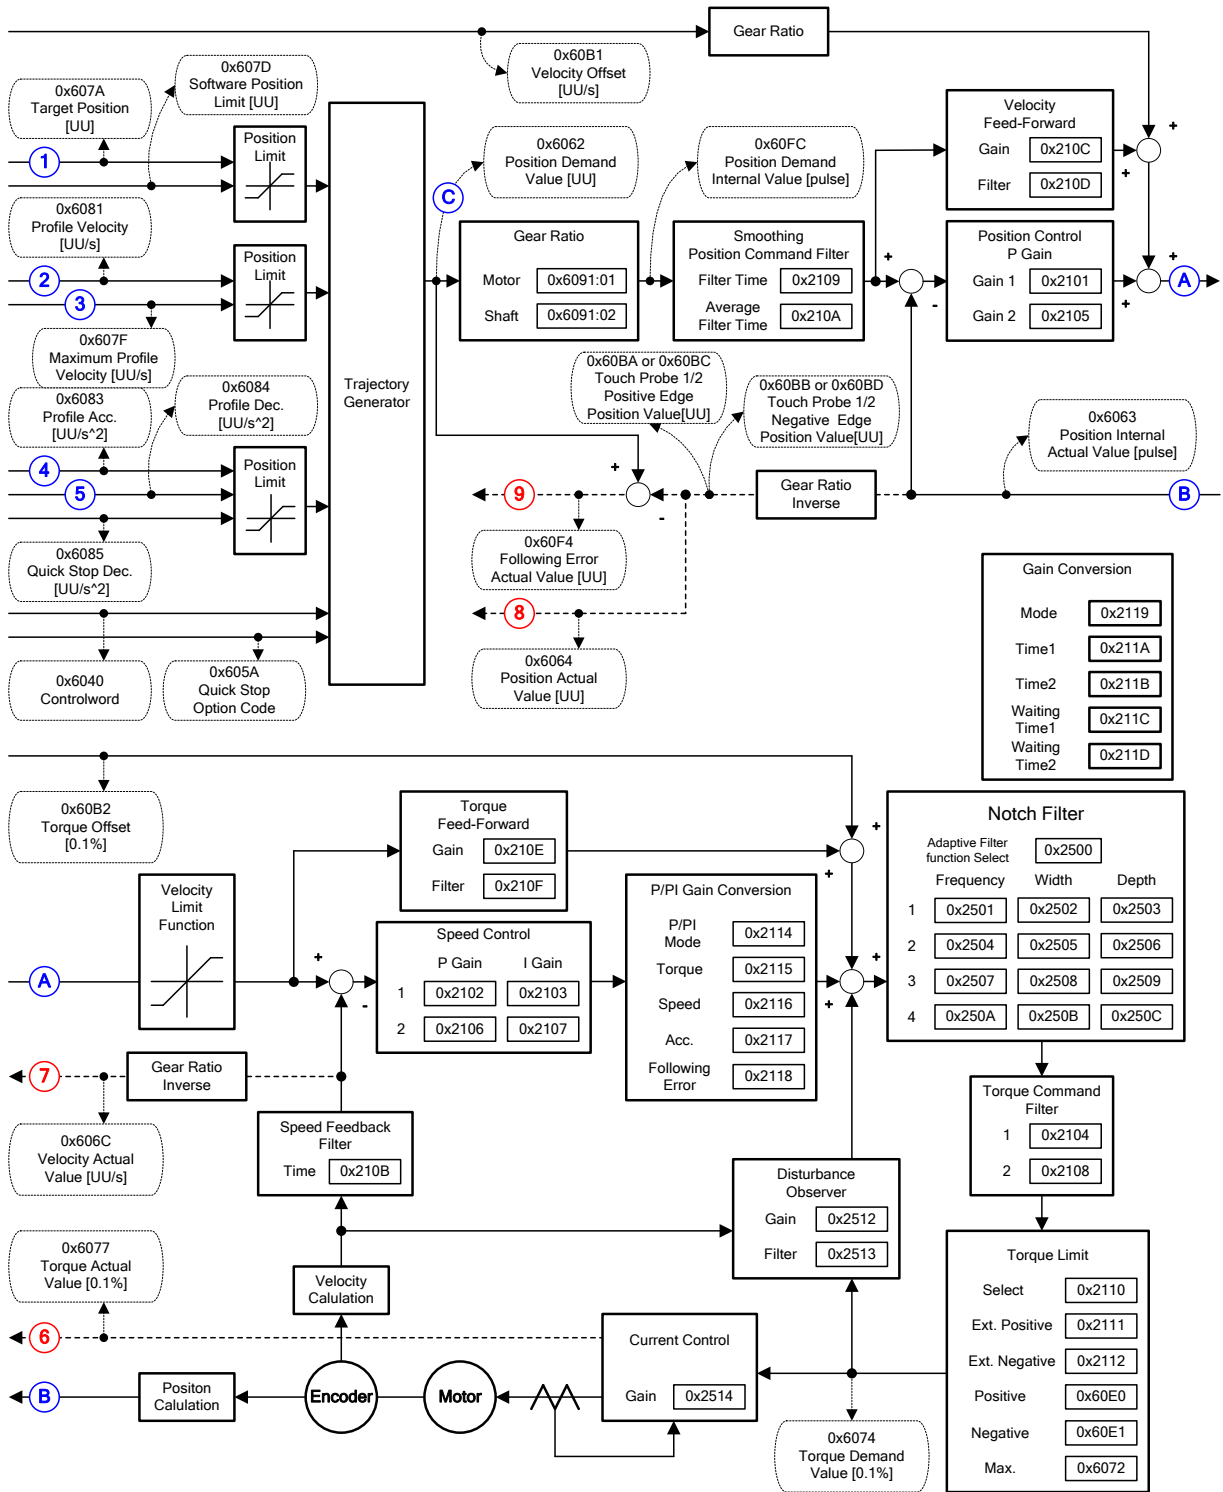 Gear Ratio
0x60B1
Velocity Offset
[UU/s]
0x607D
Software Position
Limit [UU]
0x607A
Target Position
[UU]
Position
Limit
1
0x6081
Profile Velocity
[UU/s]
Position
Limit
2
3
0x607F
Maximum Profile
Velocity [UU/s]
0x6083
Profile Acc.
[UU/s^2]
0x6084
Profile Dec.
[UU/s^2]
Position
Limit
4
5
0x6085
Quick Stop Dec.
[UU/s^2]
0x6040
Controlword
0x605A
Quick Stop
Option Code
Trajectory
Generator
0x6062
Position Demand
Value [UU]
C
0x60FC
Position Demand
Internal Value [pulse]
Gear Ratio
Motor 0x6091:01
Shaft 0x6091:02
Smoothing
Position Command Filter
Filter Time 0x2109
Average
Filter Time 0x210A
Velocity
Feed-Forward
Gain 0x210C
Filter 0x210D
+
+
+
-
Position Control
P Gain
Gain 1 0x2101
Gain 2 0x2105
+
+
A
0x60BA or 0x60BC
Touch Probe 1/2
Positive Edge
Position Value[UU]
0x60BB or 0x60BD
Touch Probe 1/2
Negative Edge
Position Value[UU]
0x6063
Position Internal
Actual Value [pulse]
+
-
9
Gear Ratio
Inverse
B
0x60F4
Following Error
Actual Value [UU]
8
0x6064
Position Actual
Value [UU]
Gain Conversion
Mode 0x2119
Time1 0x211A
Time2 0x211B
Waiting
Time1 0x211C
Waiting
Time2 0x211D
0x60B2
Torque Offset
[0.1%]
Torque
Feed-Forward
Gain 0x210E
Filter 0x210F
+
+
Velocity
Limit
Function
A
+
-
Speed Control
P Gain I Gain
1 0x2102 0x2103
2 0x2106 0x2107
P/PI Gain Conversion
P/PI
Mode 0x2114
Torque 0x2115
Speed 0x2116
Acc. 0x2117
Following
Error 0x2118
+
+
Notch Filter
Adaptive Filter
function Select 0x2500
Frequency Width Depth
1 0x2501 0x2502 0x2503
2 0x2504 0x2505 0x2506
3 0x2507 0x2508 0x2509
4 0x250A 0x250B 0x250C
7
Gear Ratio
Inverse
0x606C
Velocity Actual
Value [UU/s]
Speed Feedback
Filter
Time 0x210B
Torque Command
Filter
1 0x2104
2 0x2108
Disturbance
Observer
Gain 0x2512
Filter 0x2513
0x6077
Torque Actual
Value [0.1%]
Velocity
Calulation
6
Current Control
Gain 0x2514
Torque Limit
Select 0x2110
Ext. Positive 0x2111
Ext. Negative 0x2112
Positive 0x60E0
Negative 0x60E1
Max. 0x6072
B
Positon
Calulation
Encoder
Motor
0x6074
Torque Demand
Value [0.1%]